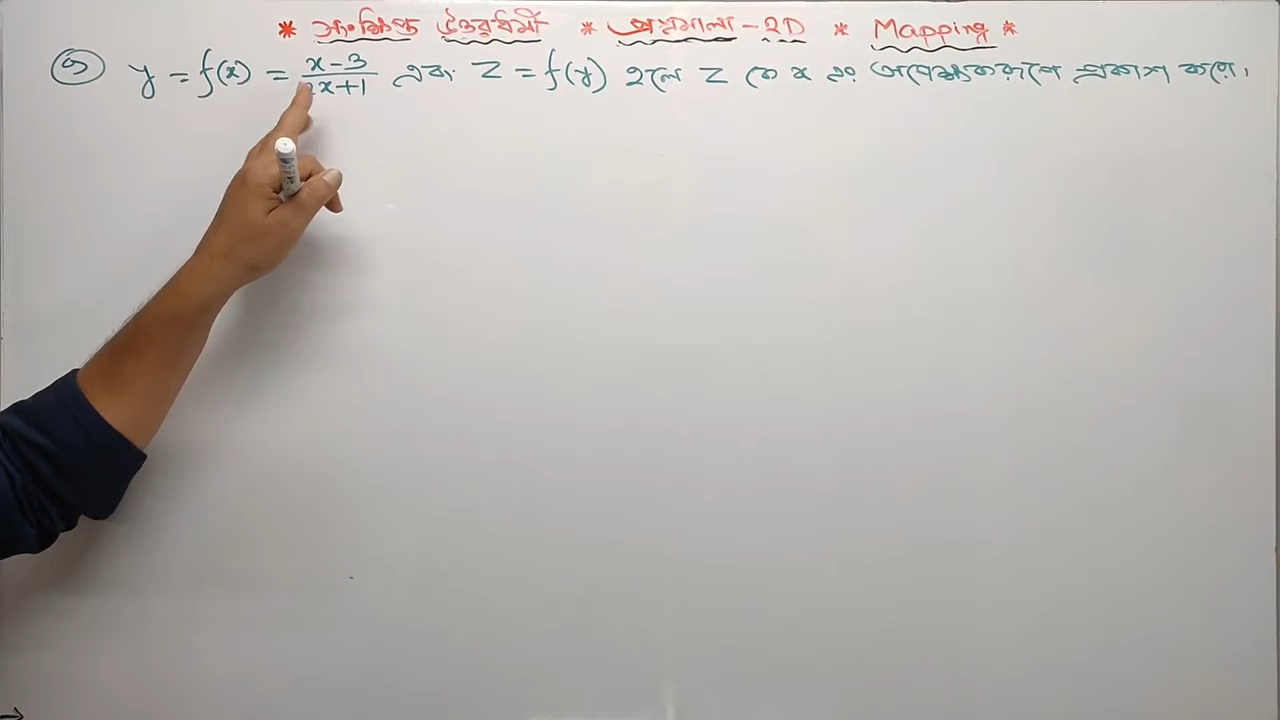 * সংক্ষিপ্ত উত্তরধর্মী * প্রশ্নমালা - 2D * Mapping *
৩) y = f(x) = x-3/2x+1 এবং z = f(y) হলে z কে x এর অপেক্ষকরূপে প্রকাশ করো।